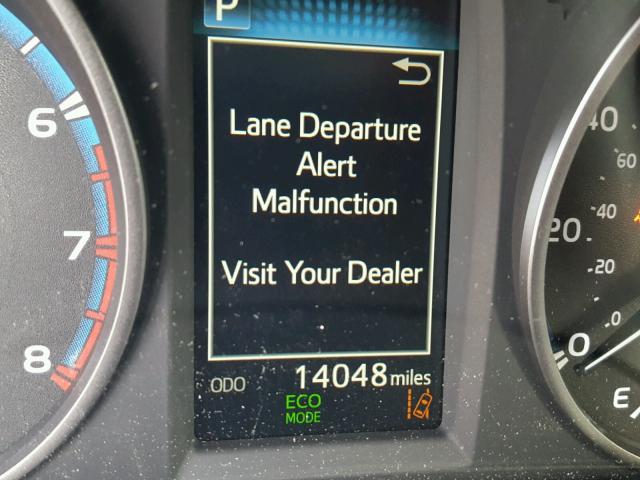 P
Lane Departure
Alert
Malfunction
Visit Your Dealer
ODO 14048 miles
ECO
MODE
6
7
8
40
60
40
20
20
0
0
E